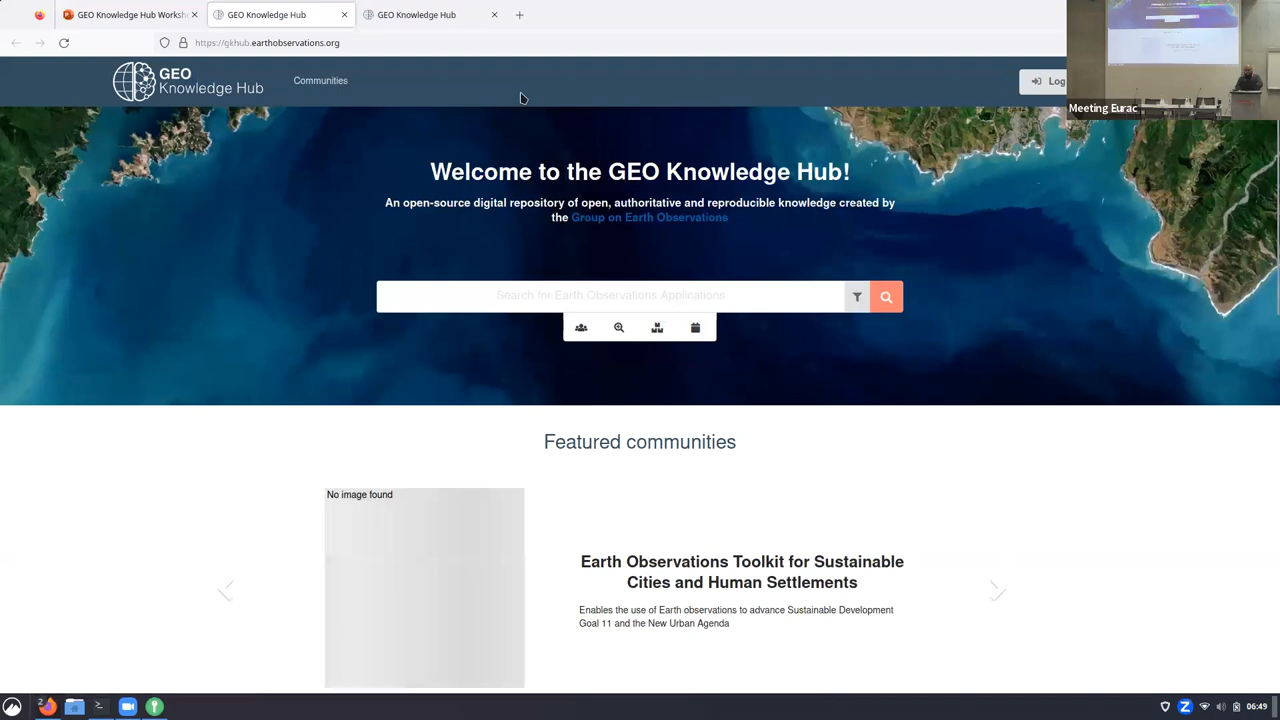 GEO Knowledge Hub Worksh
GEO Knowledge Hub
GEO Knowledge Hub
https://gkhub.earthobservations.org
GEO
Knowledge Hub
Communities
Log
Meeting Eurac
Welcome to the GEO Knowledge Hub!
An open-source digital repository of open, authoritative and reproducible knowledge created by
the Group on Earth Observations
Search for Earth Observations Applications
Featured communities
No image found
Earth Observations Toolkit for Sustainable
Cities and Human Settlements
Enables the use of Earth observations to advance Sustainable Development
Goal 11 and the New Urban Agenda
2
06:49